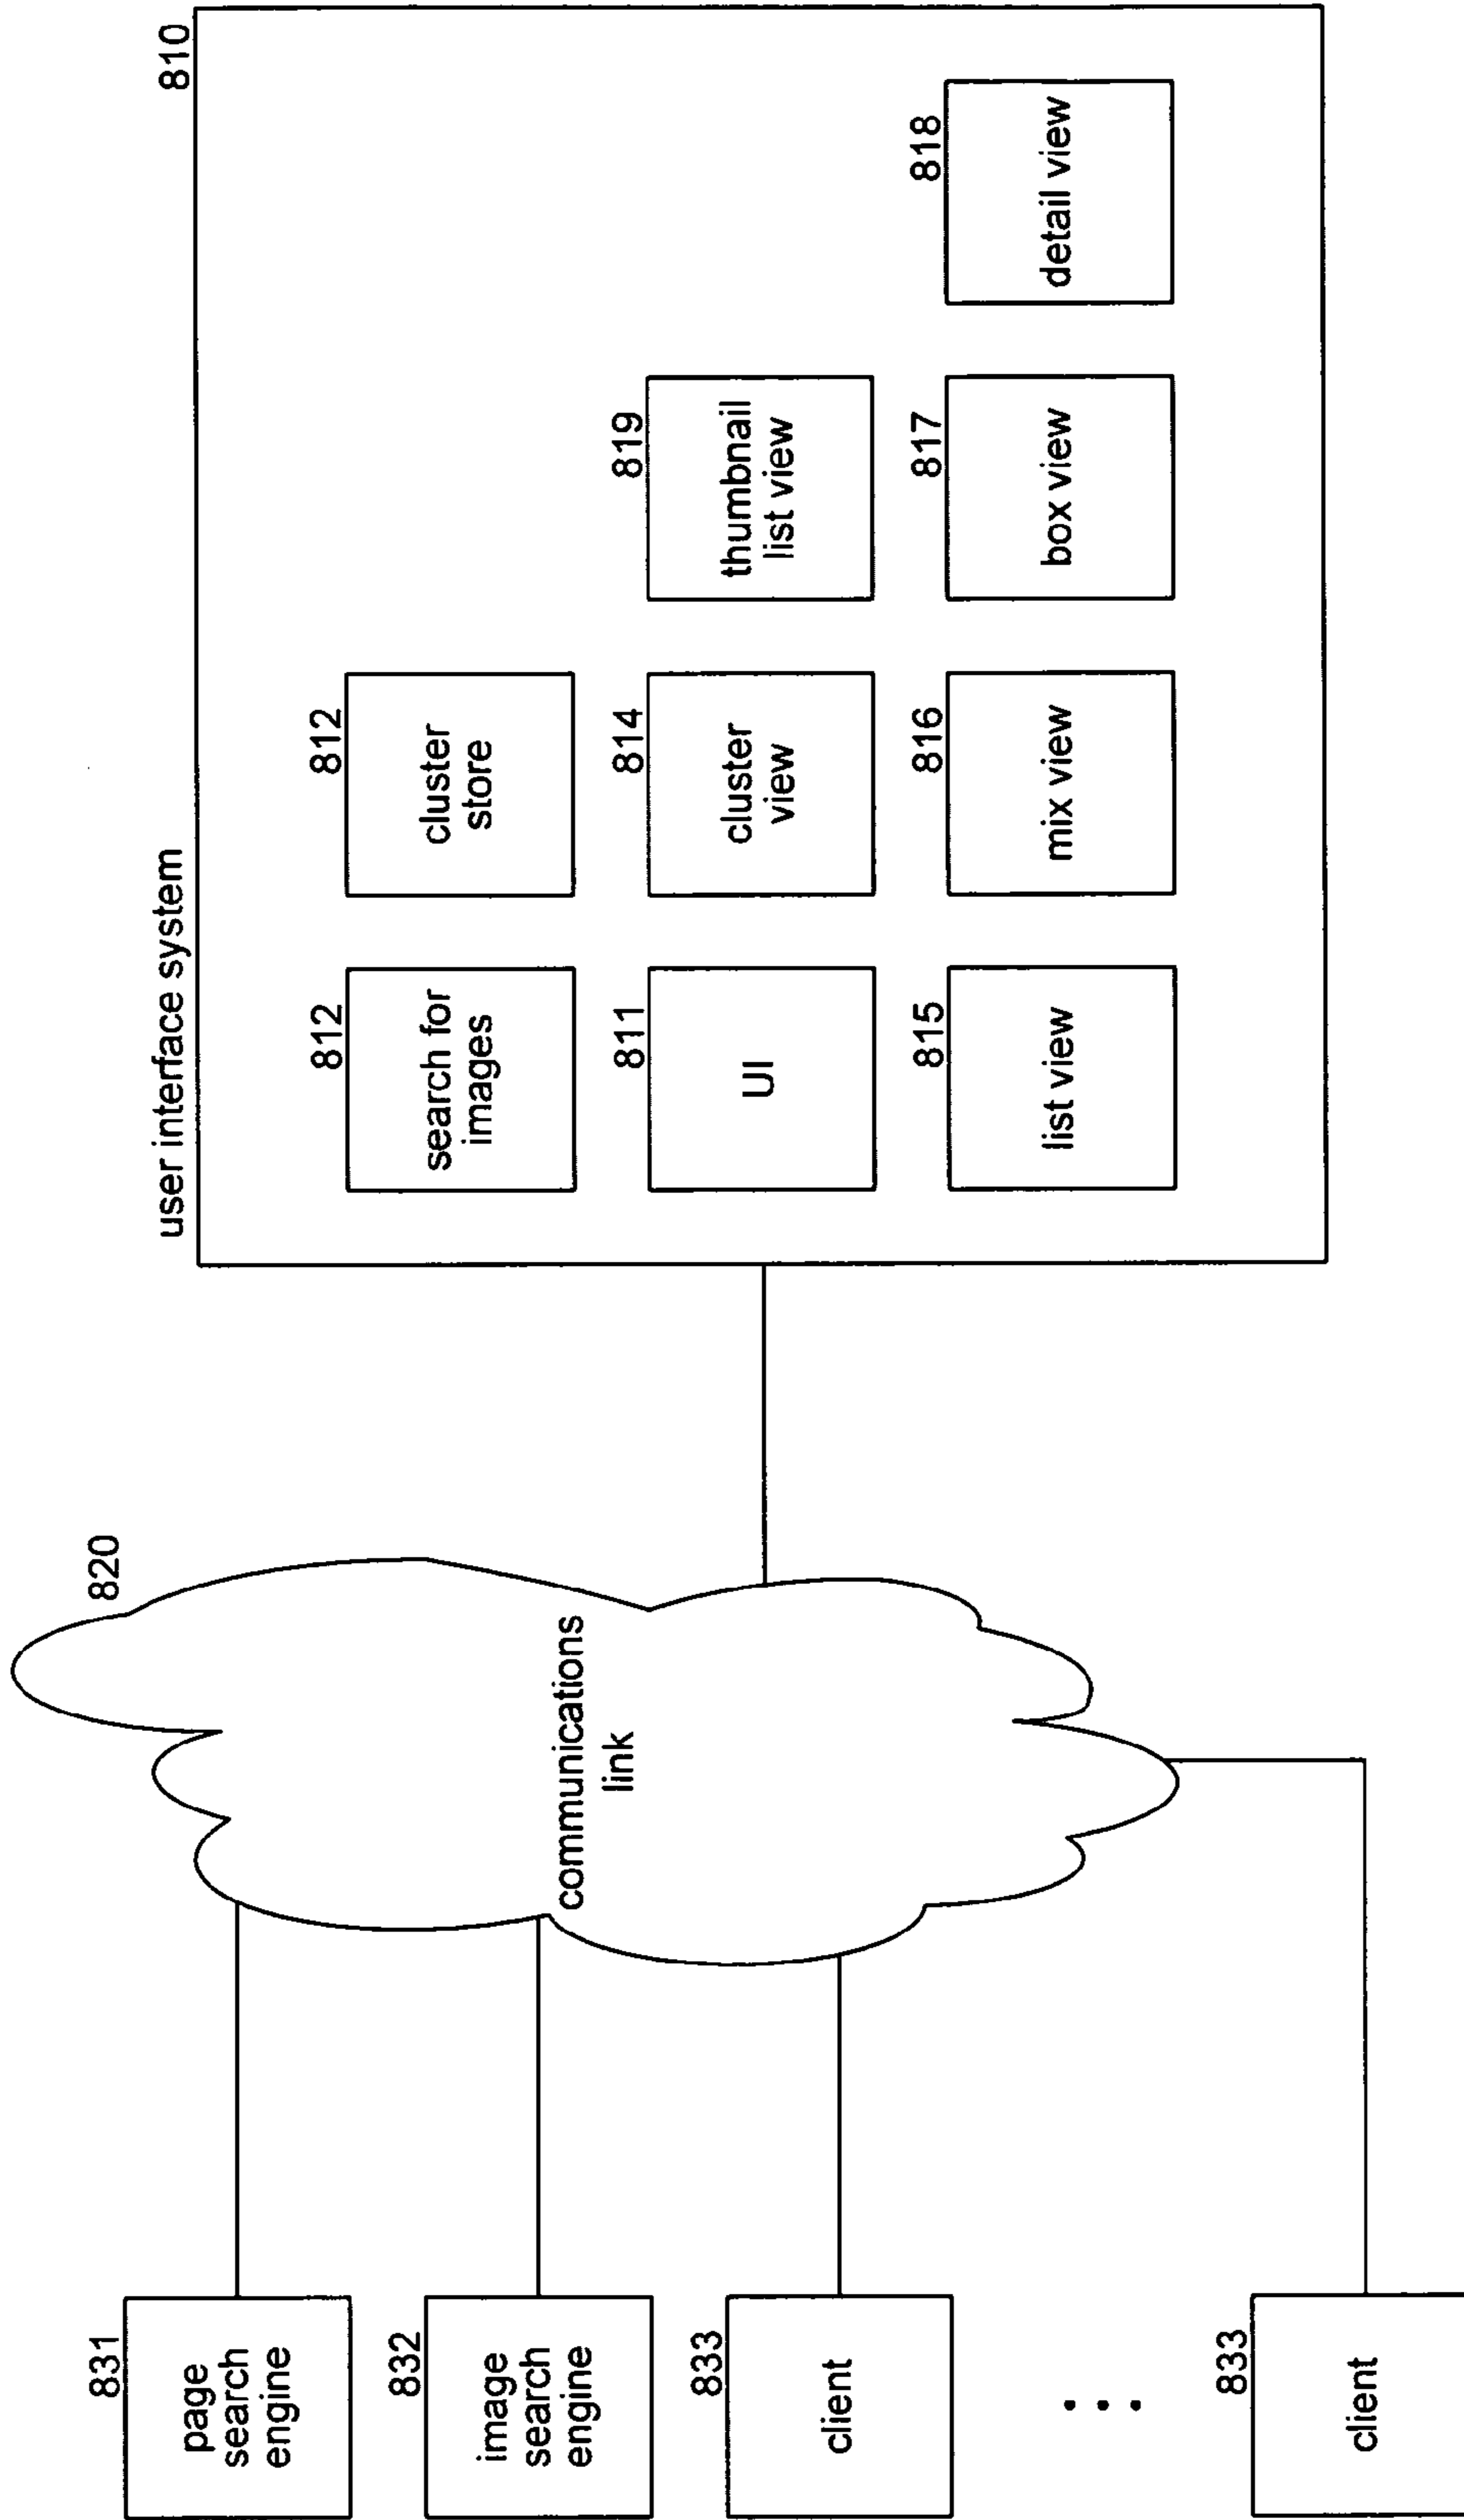 831
page
search
engine
832
image
search
engine
833
client
833
client
820
communications
link
user interface system
810
812
search for
images
812
cluster
store
811
UI
814
cluster
view
819
thumbnail
list view
815
list view
816
mix view
817
box view
818
detail view